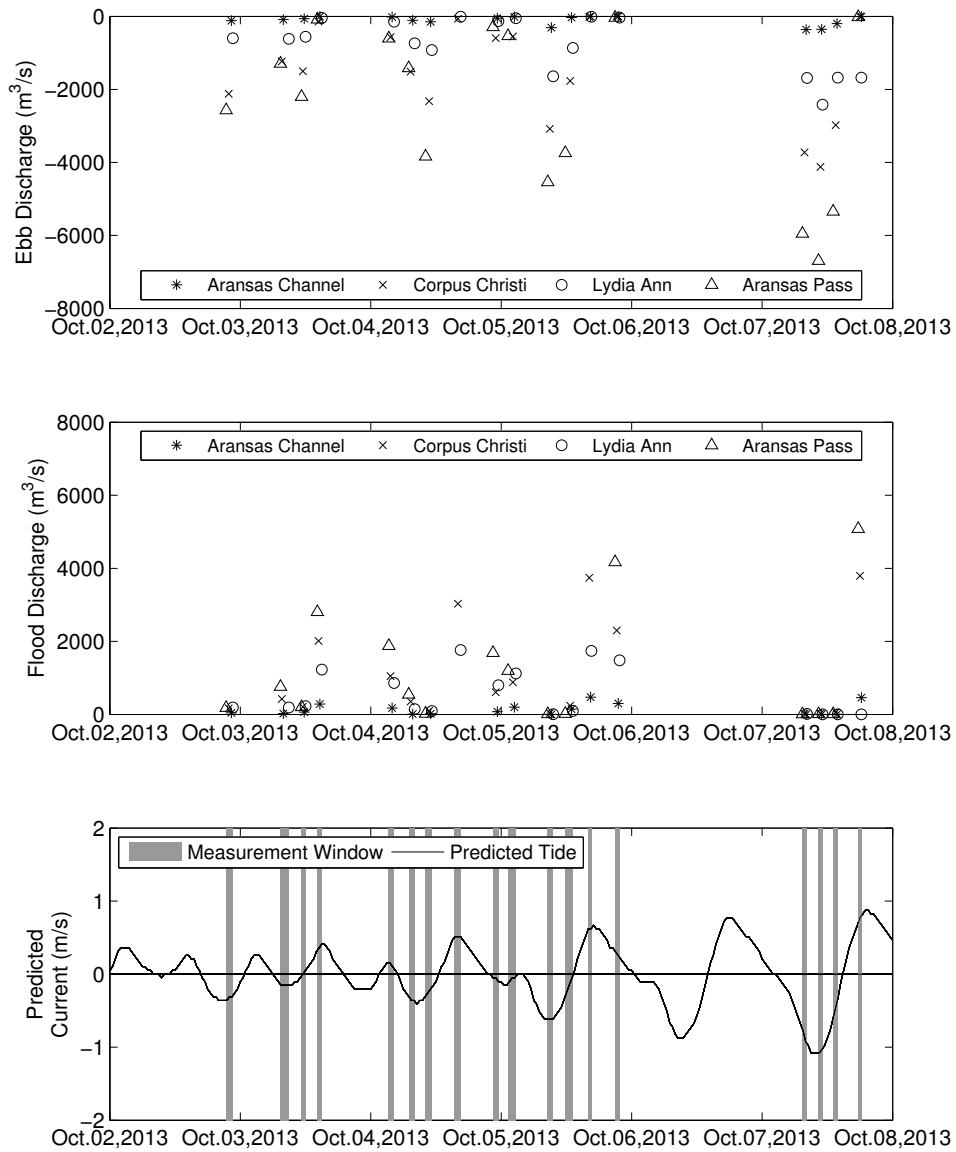 0
−2000
−4000
−6000
−8000
Ebb Discharge (m³/s)
Aransas Channel Corpus Christi Lydia Ann Aransas Pass
Oct.02,2013 Oct.03,2013 Oct.04,2013 Oct.05,2013 Oct.06,2013 Oct.07,2013 Oct.08,2013
8000
6000
4000
2000
0
Flood Discharge (m³/s)
Aransas Channel Corpus Christi Lydia Ann Aransas Pass
Oct.02,2013 Oct.03,2013 Oct.04,2013 Oct.05,2013 Oct.06,2013 Oct.07,2013 Oct.08,2013
2
1
0
−1
−2
Predicted
Current (m/s)
Measurement Window Predicted Tide
Oct.02,2013 Oct.03,2013 Oct.04,2013 Oct.05,2013 Oct.06,2013 Oct.07,2013 Oct.08,2013